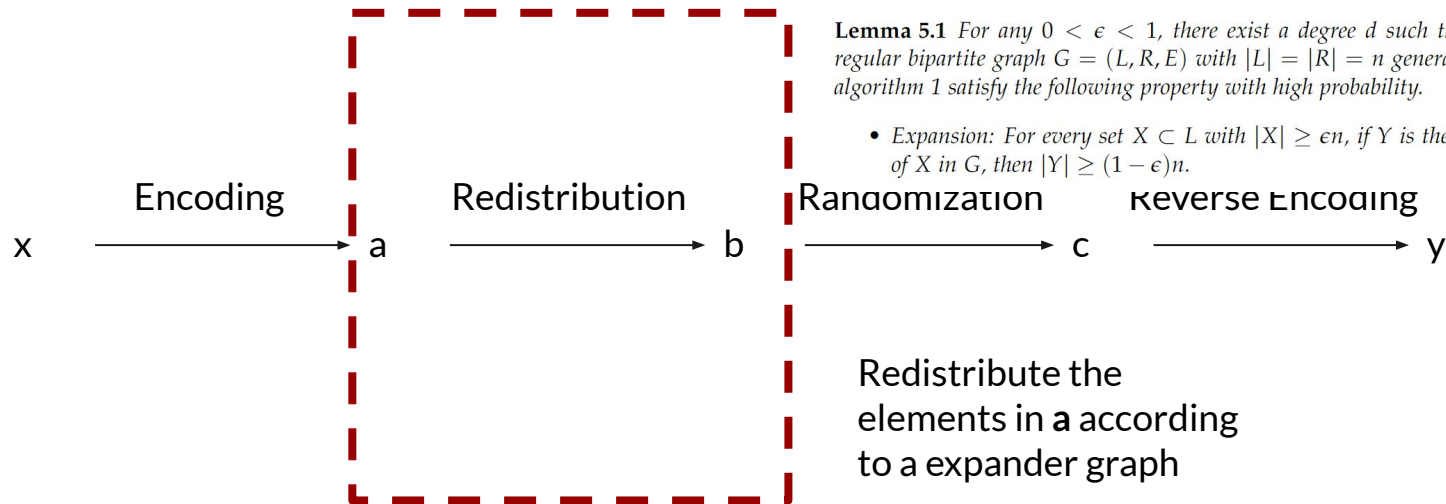 Lemma 5.1 For any 0 < ϵ < 1, there exist a degree d such
regular bipartite graph G = (L, R, E) with |L| = |R| = n
algorithm 1 satisfy the following property with high probability.
• Expansion: For every set X ⊂ L with |X| ≥ ϵn, if Y is the
of X in G, then |Y| ≥ (1 − ϵ)n.
Encoding Redistribution Randomization Reverse Encoding
x a b c y
Redistribute the
elements in a according
to a expander graph